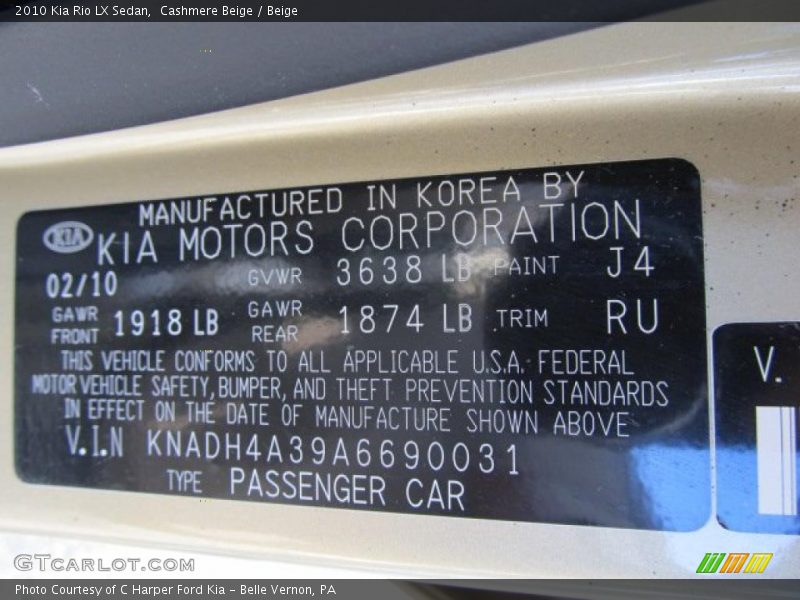 2010 Kia Rio LX Sedan,  Cashmere Beige / Beige
MANUFACTURED IN KOREA BY
KIA KIA MOTORS CORPORATION
02/10 GVWR 3638 LB PAINT J4
GAWR FRONT 1918 LB GAWR REAR 1874 LB TRIM RU
THIS VEHICLE CONFORMS TO ALL APPLICABLE U.S.A. FEDERAL
MOTOR VEHICLE SAFETY, BUMPER, AND THEFT PREVENTION STANDARDS
IN EFFECT ON THE DATE OF MANUFACTURE SHOWN ABOVE
V.I.N KNADH4A39A6690031
TYPE PASSENGER CAR
V.
GTCARLOT.COM
Photo Courtesy of C Harper Ford Kia - Belle Vernon, PA